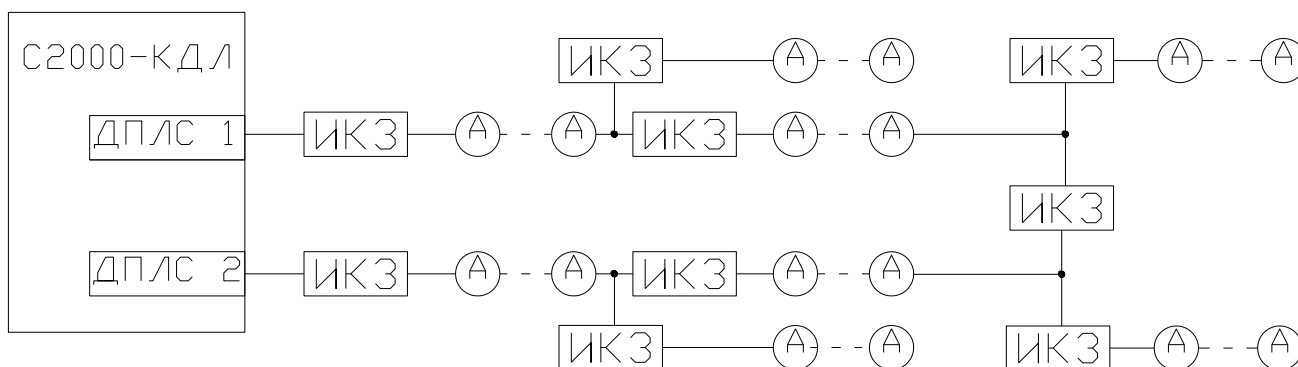 С2000-КДЛ
ИКЗ А А ИКЗ А А
ДПЛС 1 ИКЗ А А ИКЗ А А
ИКЗ
ДПЛС 2 ИКЗ А А ИКЗ А А
ИКЗ А А ИКЗ А А